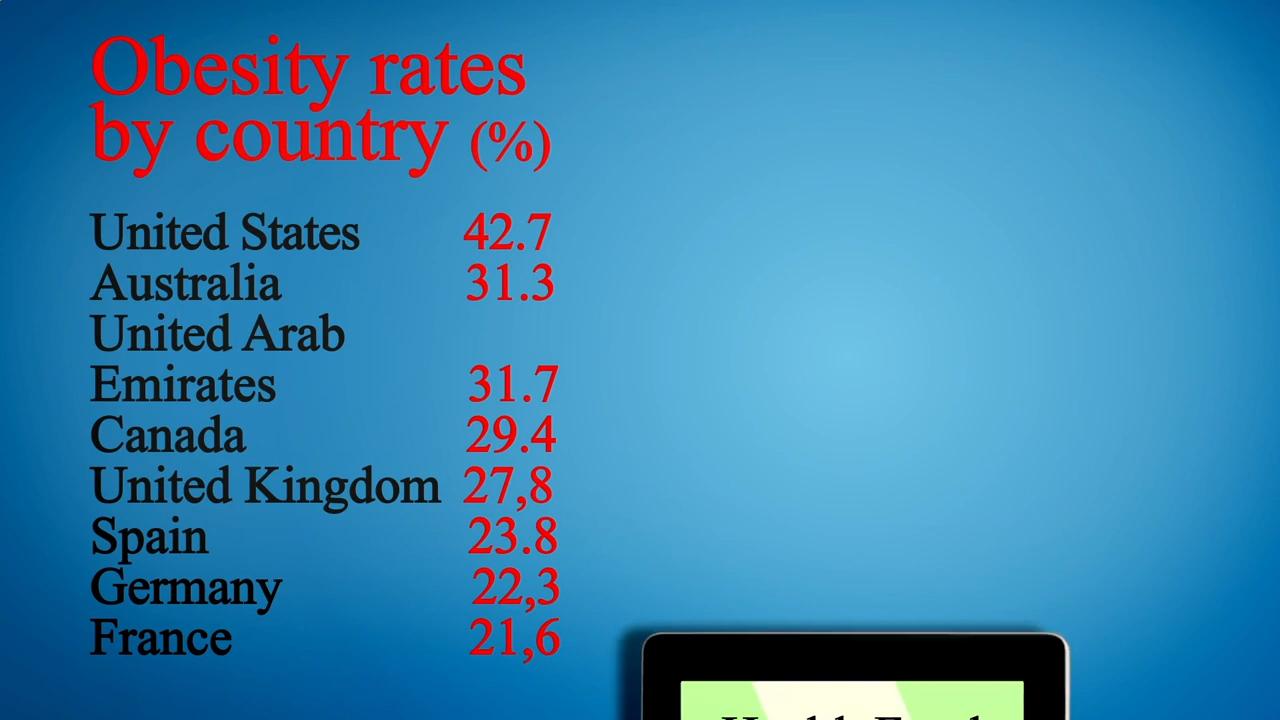 Obesity rates
by country (%)
United States 42.7
Australia 31.3
United Arab
Emirates 31.7
Canada 29.4
United Kingdom 27,8
Spain 23.8
Germany 22,3
France 21,6